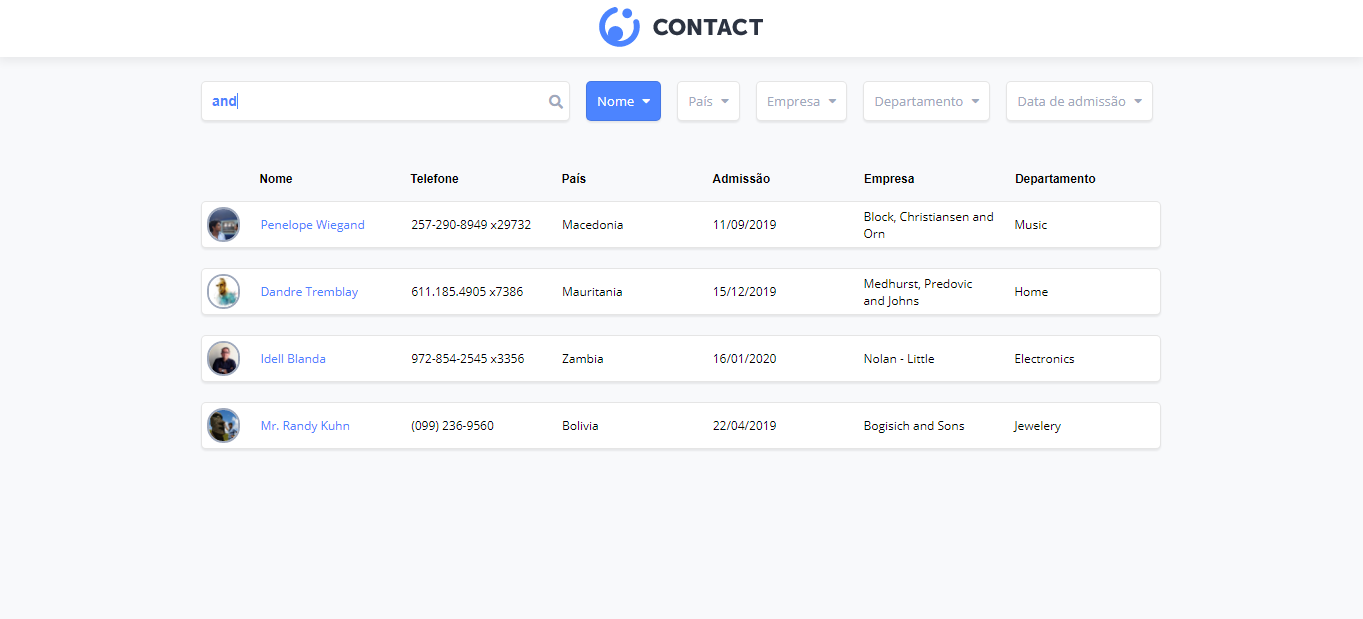 CONTACT
and Nome País Empresa Departamento Data de admissão
Nome Telefone País Admissão Empresa Departamento
Penelope Wiegand 257-290-8949 x29732 Macedonia 11/09/2019 Block, Christiansen and Orn Music
Dandre Tremblay 611.185.4905 x7386 Mauritania 15/12/2019 Medhurst, Predovic and Johns Home
Idell Blanda 972-854-2545 x3356 Zambia 16/01/2020 Nolan - Little Electronics
Mr. Randy Kuhn (099) 236-9560 Bolivia 22/04/2019 Bogisich and Sons Jewelery